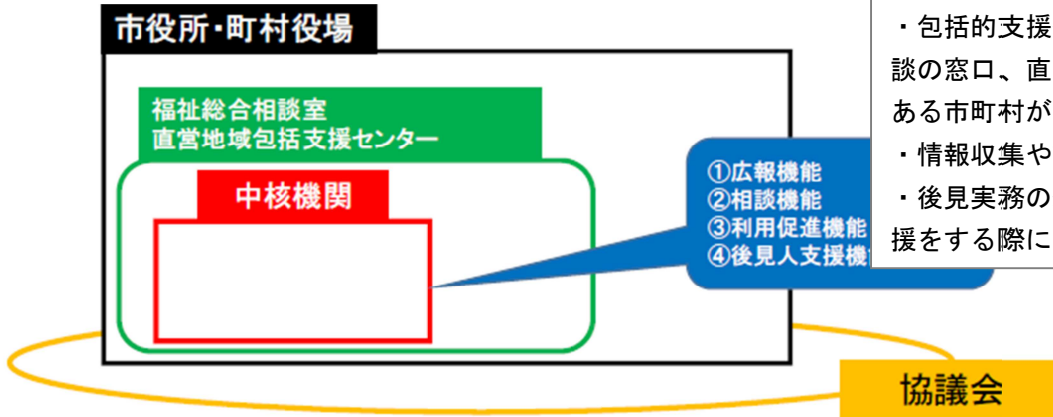 市役所・町村役場
福祉総合相談室
直営地域包括支援センター
中核機関
①広報機能
②相談機能
③利用促進機能
④後見人支援機
・包括的支援
談の窓口、直
ある市町村が
・情報収集や
・後見実務の
援をする際に
協議会